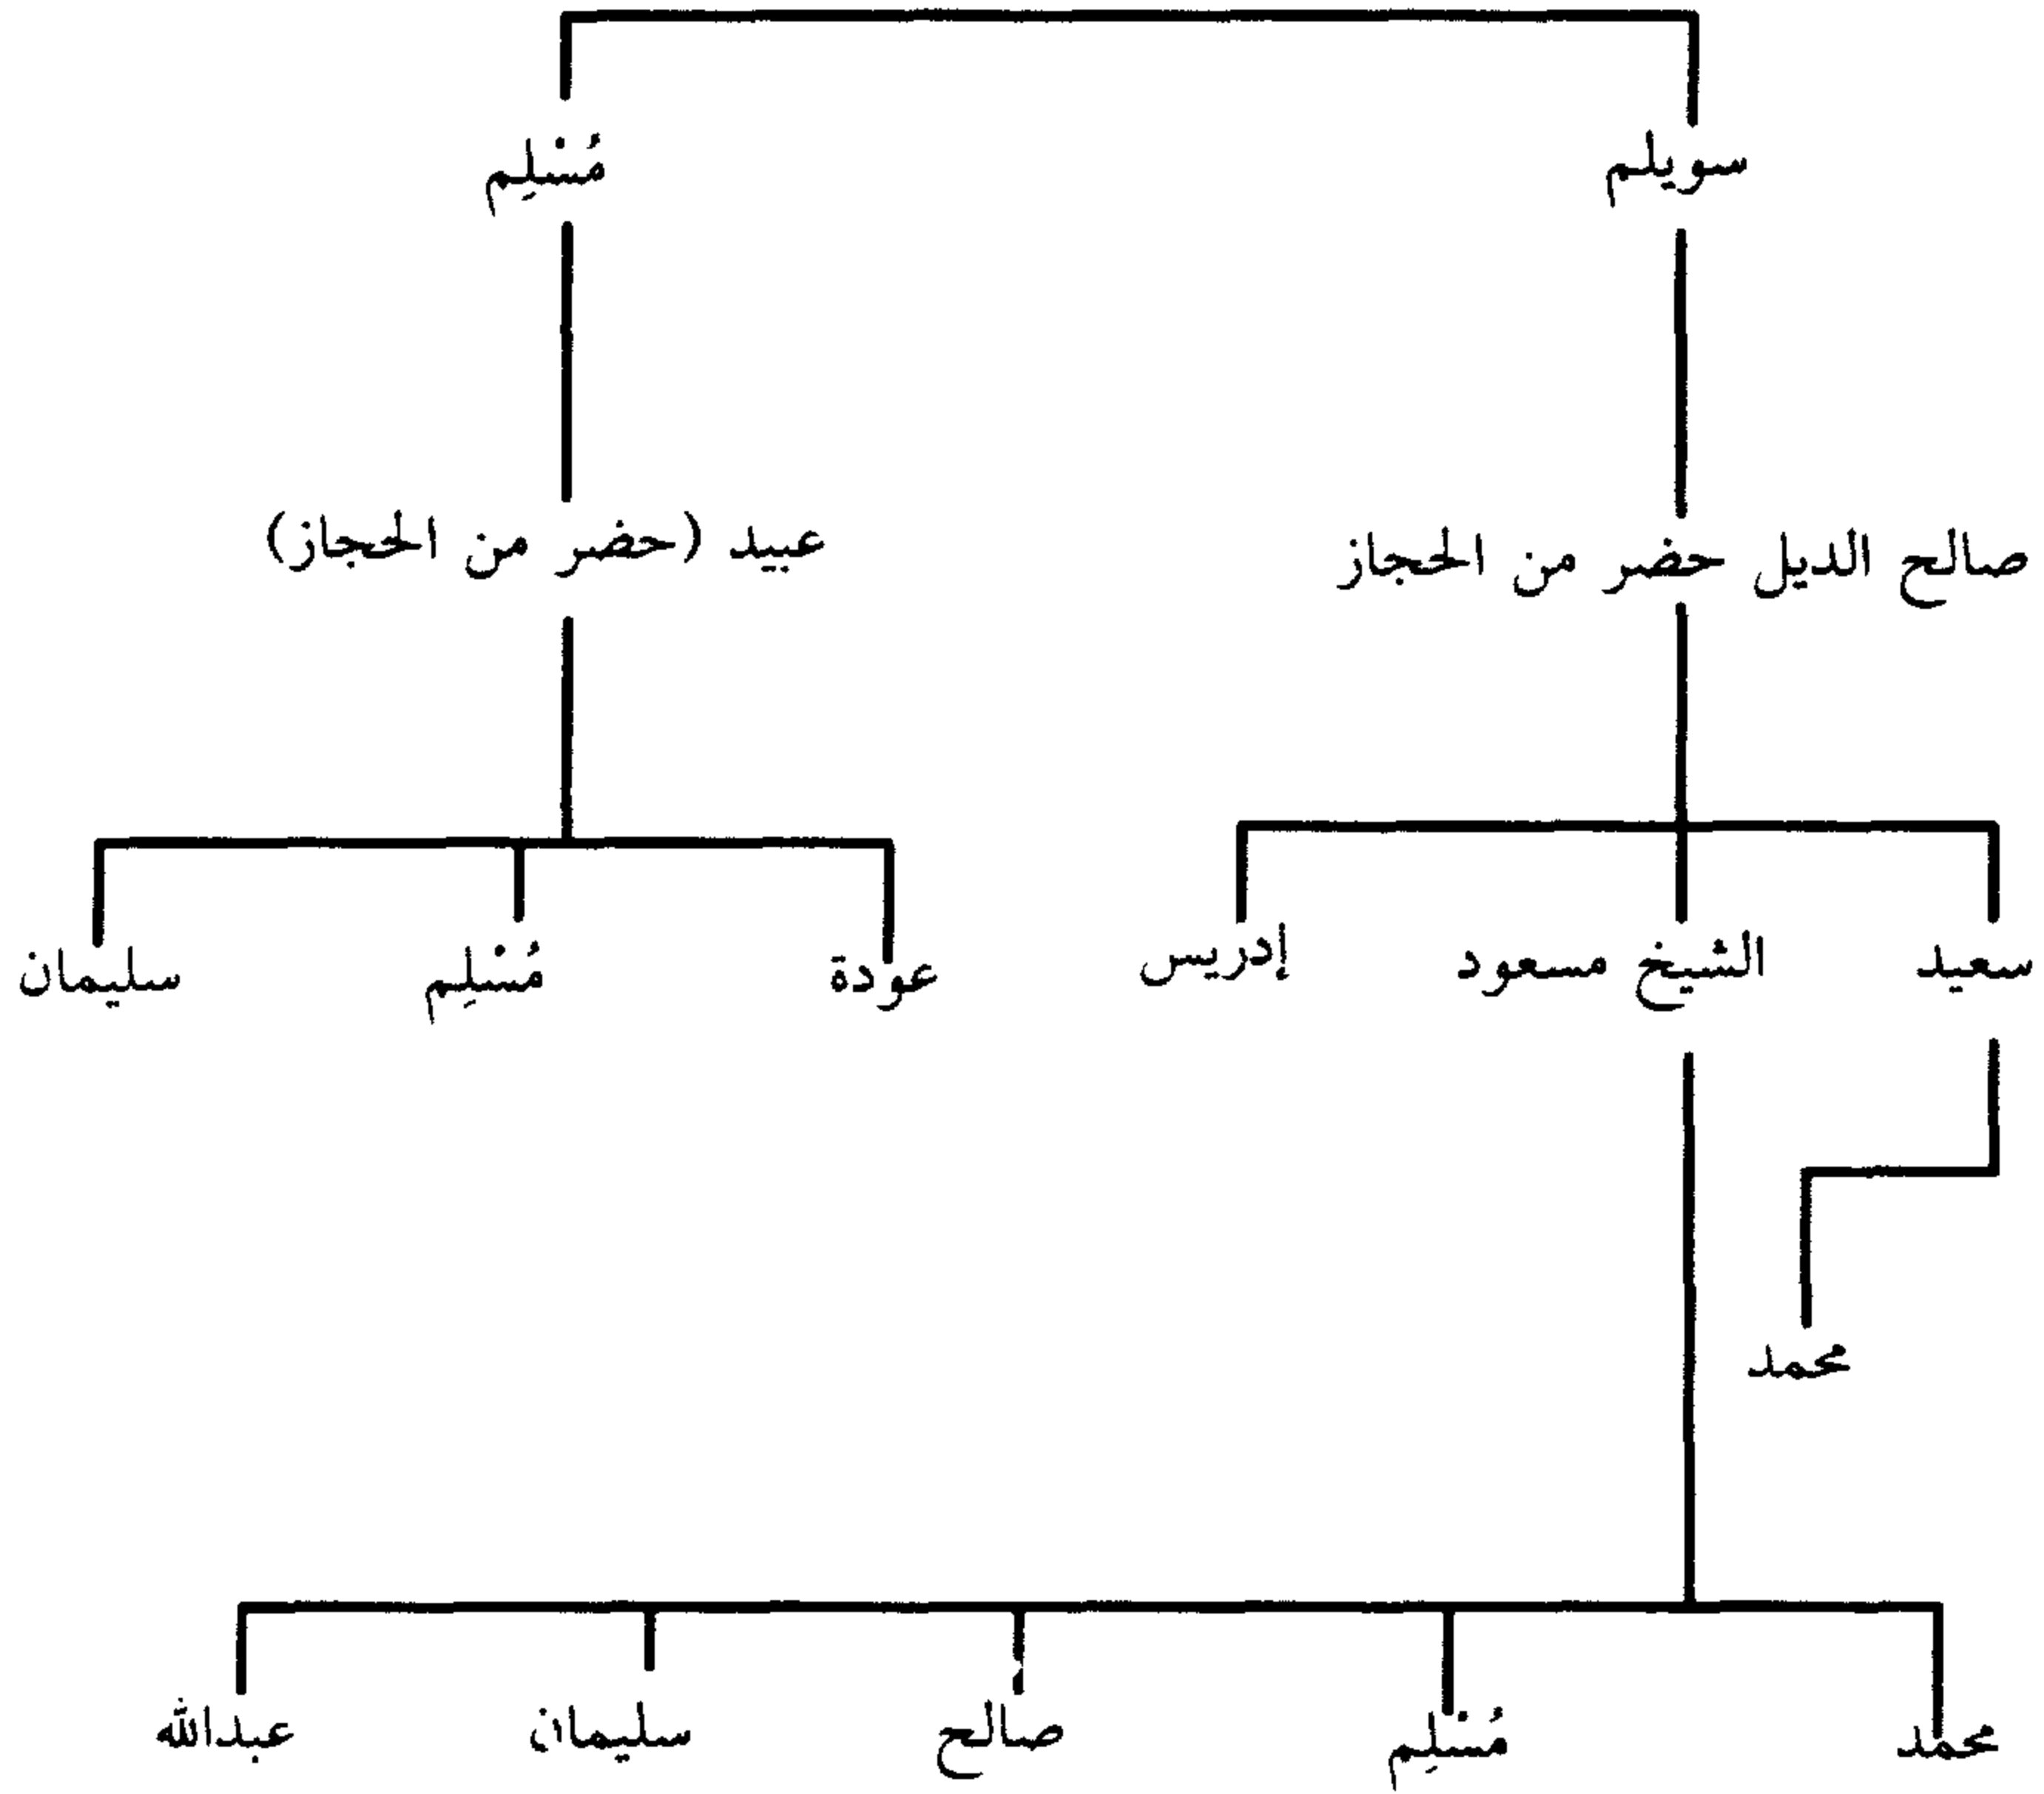 سويلم مُسْلِم
صالح الديل حضر من الحجاز عبيد (حضر من الحجاز)
سعيد الشيخ مسعود إدريس عودة مُسْلِم سليمان
محمد
محمد مُسْلِم صالح سليمان عبدالله